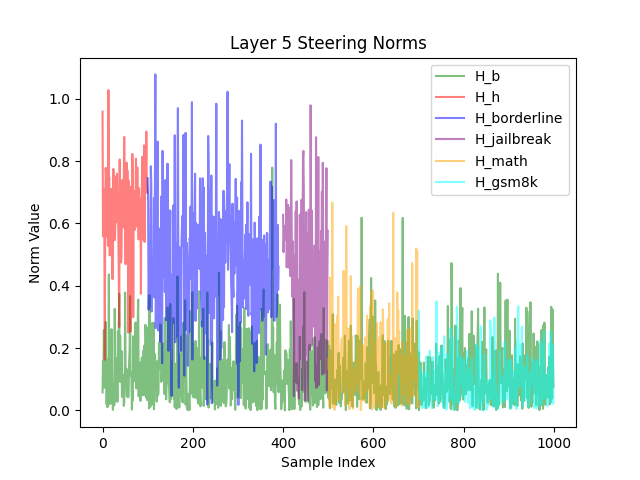 Layer 5 Steering Norms
Norm Value
1.0
0.8
0.6
0.4
0.2
0.0
H_b
H_h
H_borderline
H_jailbreak
H_math
H_gsm8k
0
200
400
600
800
1000
Sample Index